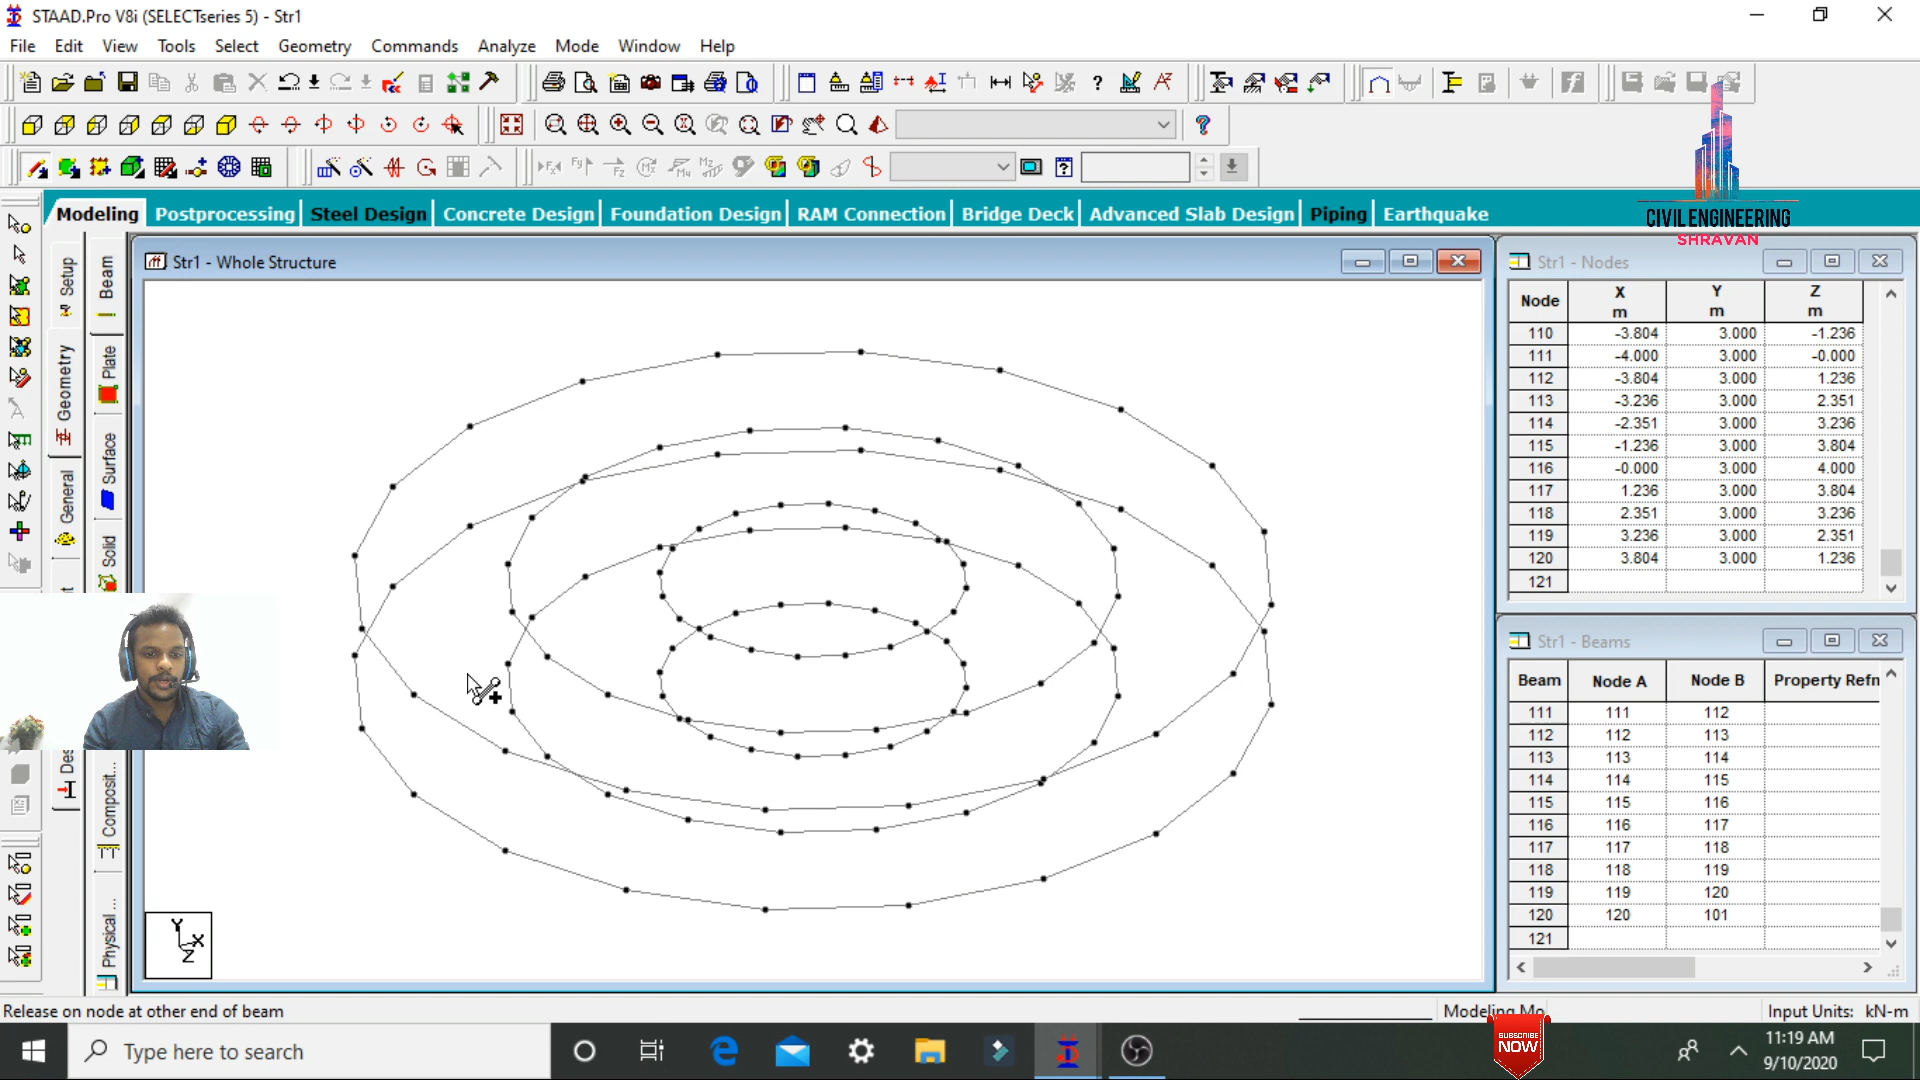 STAAD.Pro V8i (SELECTseries 5) - Str1
File Edit View Tools Select Geometry Commands Analyze Mode Window Help
Modeling Postprocessing Steel Design Concrete Design Foundation Design RAM Connection Bridge Deck Advanced Slab Design Piping Earthquake
CIVIL ENGINEERING
SHRAVAN
Setup
Geometry
General
Des
Beam
Plate
Surface
Solid
Composit...
Physical ...
Str1 - Whole Structure
Y
X
Z
Str1 - Nodes
Node X m Y m Z m
110 -3.804 3.000 -1.236
111 -4.000 3.000 -0.000
112 -3.804 3.000 1.236
113 -3.236 3.000 2.351
114 -2.351 3.000 3.236
115 -1.236 3.000 3.804
116 -0.000 3.000 4.000
117 1.236 3.000 3.804
118 2.351 3.000 3.236
119 3.236 3.000 2.351
120 3.804 3.000 1.236
121
Str1 - Beams
Beam Node A Node B Property Refn
111 111 112
112 112 113
113 113 114
114 114 115
115 115 116
116 116 117
117 117 118
118 118 119
119 119 120
120 120 101
121
Release on node at other end of beam
Modeling Mo
Input Units: kN-m
SUBSCRIBE
NOW
Type here to search
11:19 AM
9/10/2020